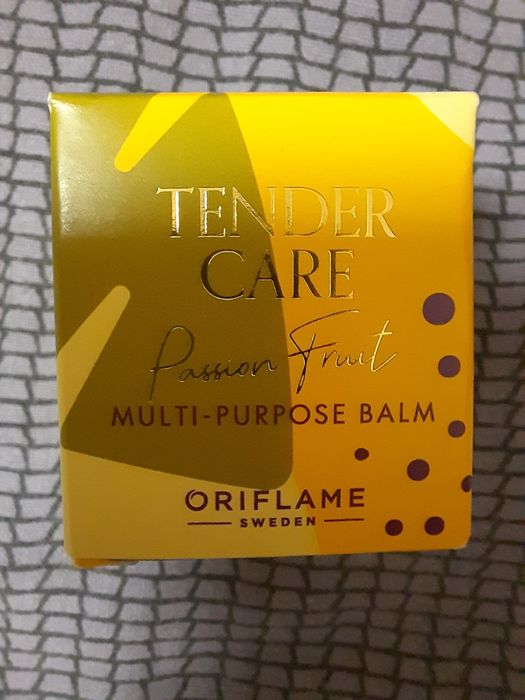 TENDER
CARE
Passion Fruit
MULTI-PURPOSE BALM
ORIFLAME
SWEDEN